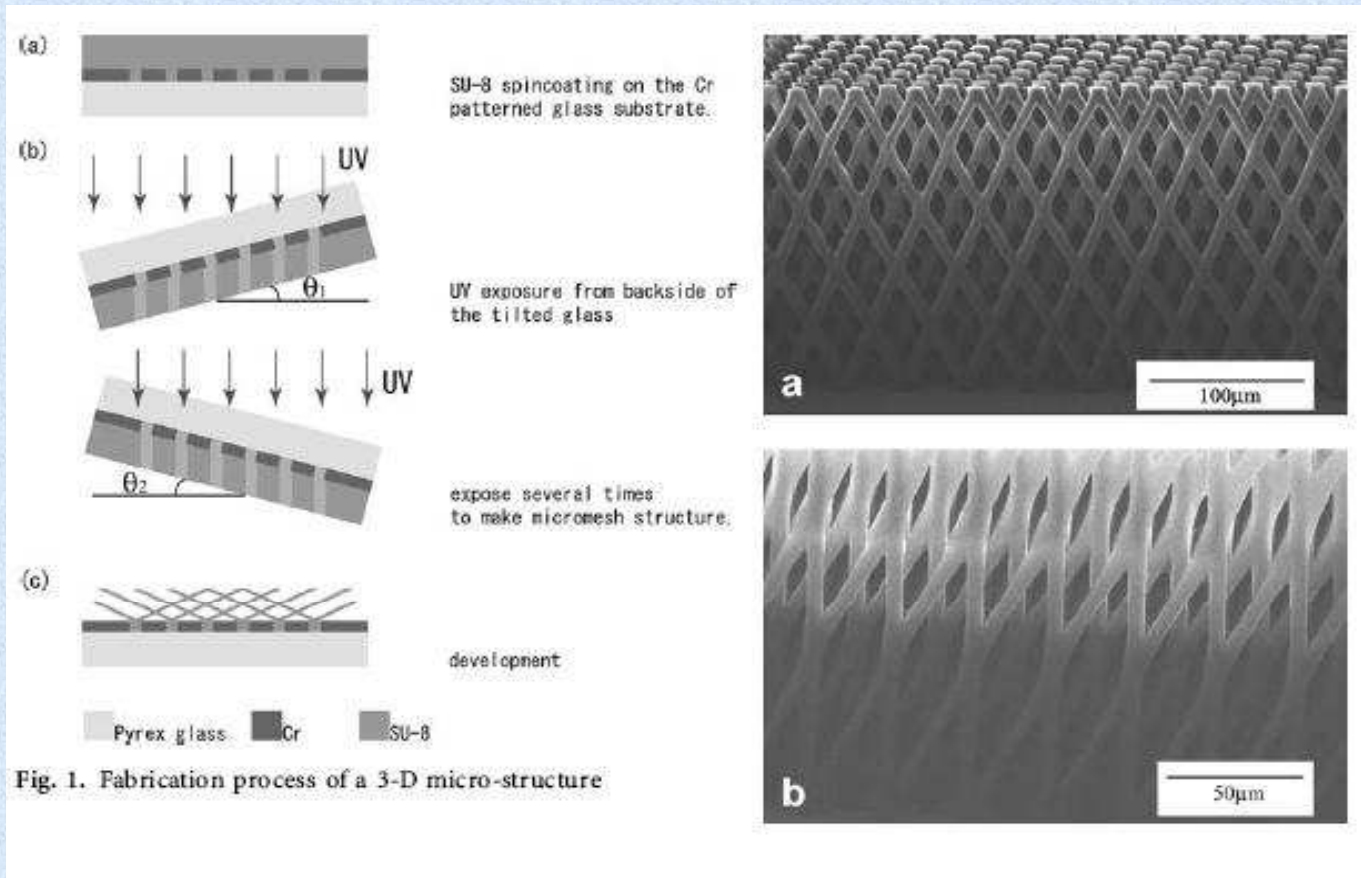 (a)
SU-8 spincoating on the Cr
patterned glass substrate.
(b)
UV
θ1
UV exposure from backside of
the tilted glass
UV
θ2
expose several times
to make micromesh structure.
(c)
development
Pyrex glass Cr SU-8
Fig. 1. Fabrication process of a 3-D micro-structure
a
100μm
b
50μm